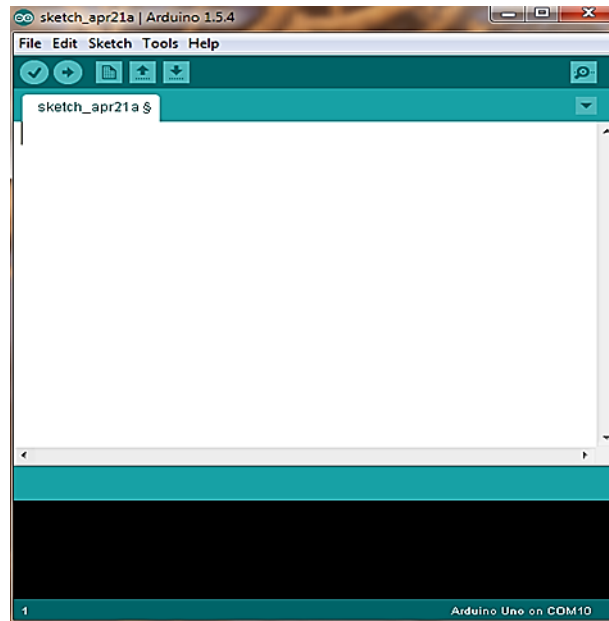 sketch_apr21a | Arduino 1.5.4
File Edit Sketch Tools Help
sketch_apr21a §
1 Arduino Uno on COM10